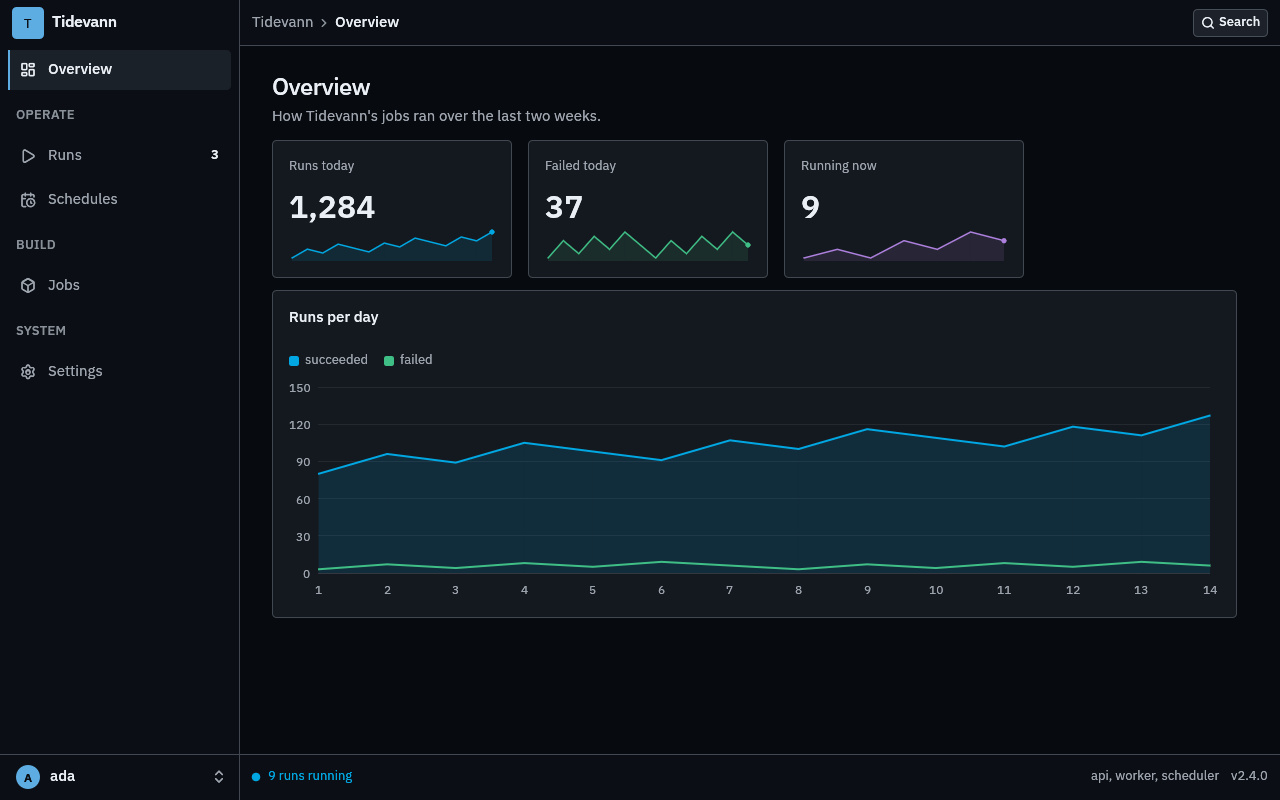 T Tidevann
Tidevann > Overview
Search
Overview
OPERATE
Runs 3
Schedules
BUILD
Jobs
SYSTEM
Settings
A ada
Overview
How Tidevann's jobs ran over the last two weeks.
Runs today
1,284
Failed today
37
Running now
9
Runs per day
succeeded failed
150
120
90
60
30
0
1 2 3 4 5 6 7 8 9 10 11 12 13 14
9 runs running
api, worker, scheduler v2.4.0